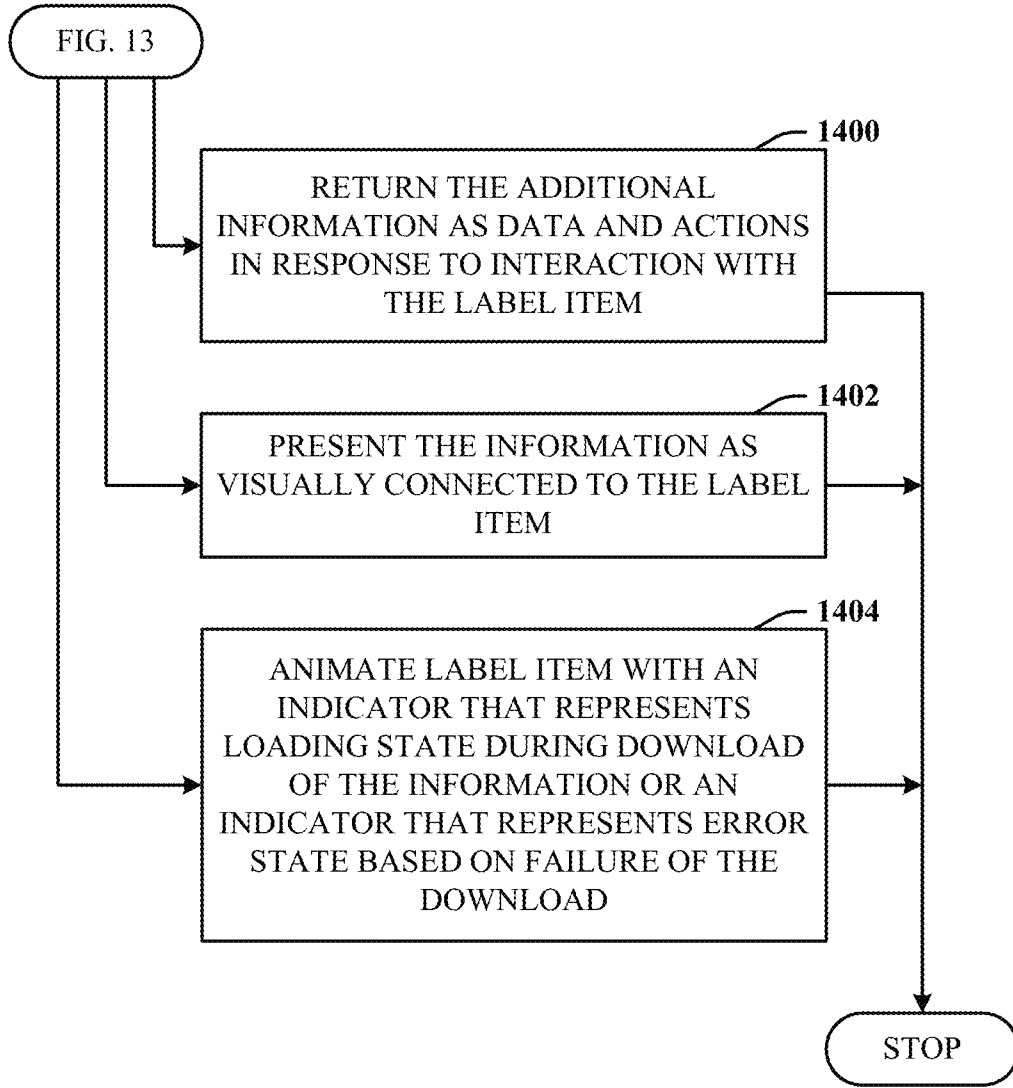 FIG. 13
1400
RETURN THE ADDITIONAL
INFORMATION AS DATA AND ACTIONS
IN RESPONSE TO INTERACTION WITH
THE LABEL ITEM
1402
PRESENT THE INFORMATION AS
VISUALLY CONNECTED TO THE LABEL
ITEM
1404
ANIMATE LABEL ITEM WITH AN
INDICATOR THAT REPRESENTS
LOADING STATE DURING DOWNLOAD
OF THE INFORMATION OR AN
INDICATOR THAT REPRESENTS ERROR
STATE BASED ON FAILURE OF THE
DOWNLOAD
STOP